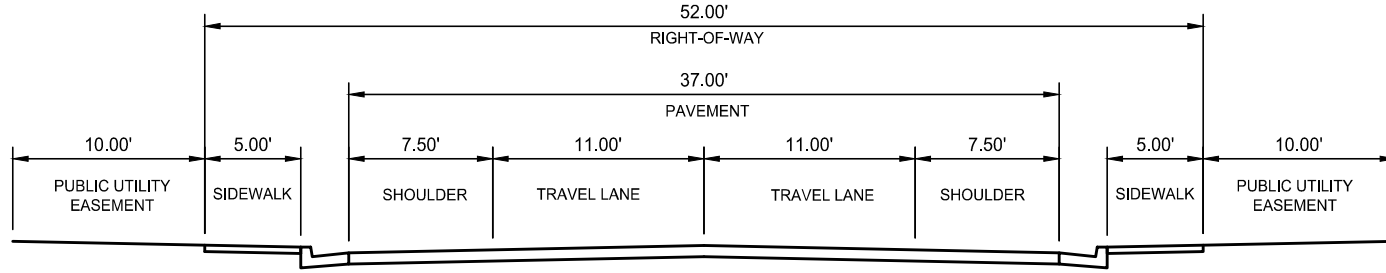 52.00'
RIGHT-OF-WAY
37.00'
PAVEMENT
10.00'
5.00'
7.50'
11.00'
11.00'
7.50'
5.00'
10.00'
PUBLIC UTILITY
EASEMENT
SIDEWALK
SHOULDER
TRAVEL LANE
TRAVEL LANE
SHOULDER
SIDEWALK
PUBLIC UTILITY
EASEMENT